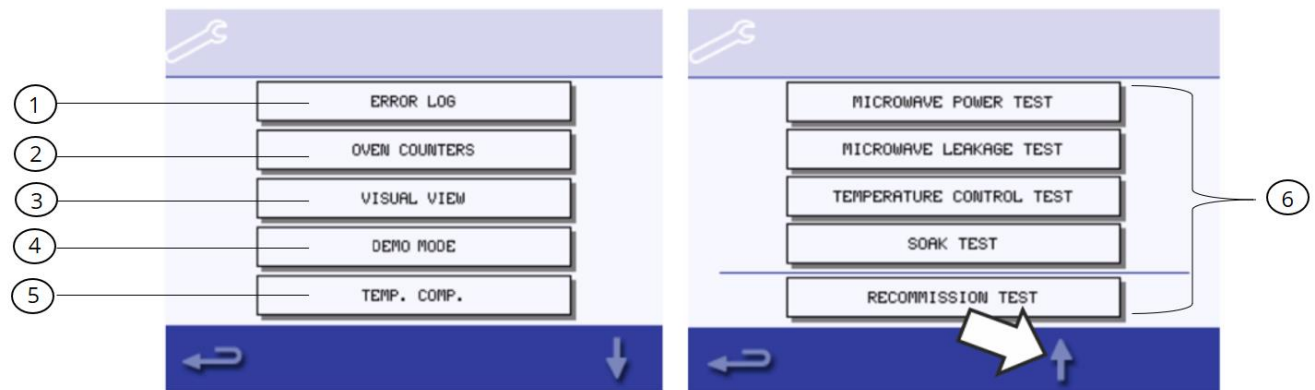 1
ERROR LOG
2
OVEN COUNTERS
3
VISUAL VIEW
4
DEMO MODE
5
TEMP. COMP.
MICROWAVE POWER TEST
MICROWAVE LEAKAGE TEST
TEMPERATURE CONTROL TEST
SOAK TEST
RECOMMISSION TEST
6